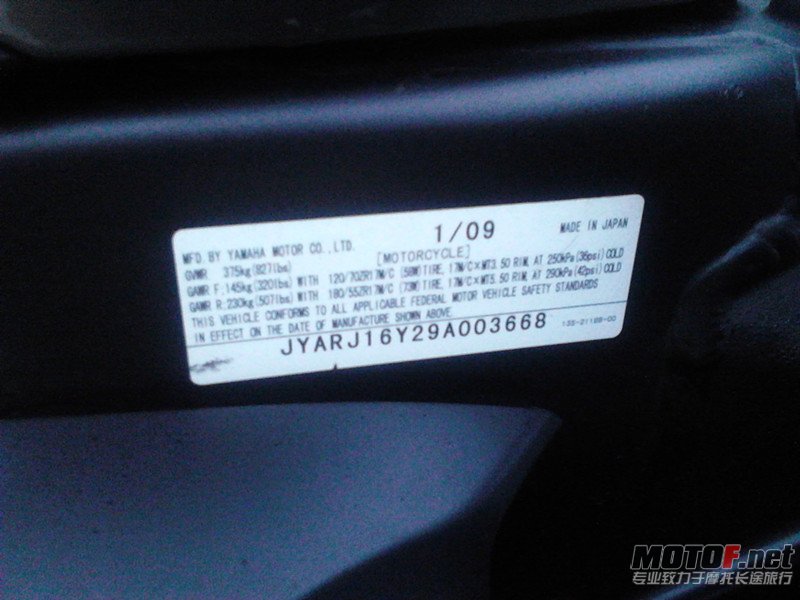 1/09 MADE IN JAPAN
MFD. BY YAMAHA MOTOR CO., LTD.
[MOTORCYCLE]
GVWR 375kg(827lbs)
GAWR F:145kg(320lbs) WITH 120/70ZR17M/C (58W)TIRE, 17M/C×MT3.50 RIM, AT 250kPa(36psi)COLD
GAWR R:230kg(507lbs) WITH 180/55ZR17M/C (73W)TIRE, 17M/C×MT5.50 RIM, AT 290kPa(42psi)COLD
THIS VEHICLE CONFORMS TO ALL APPLICABLE FEDERAL MOTOR VEHICLE SAFETY STANDARDS
IN EFFECT ON THE DATE OF MANUFACTURE SHOWN ABOVE.
JYARJ16Y29A003668
MOTOF.net
专业致力于摩托长途旅行